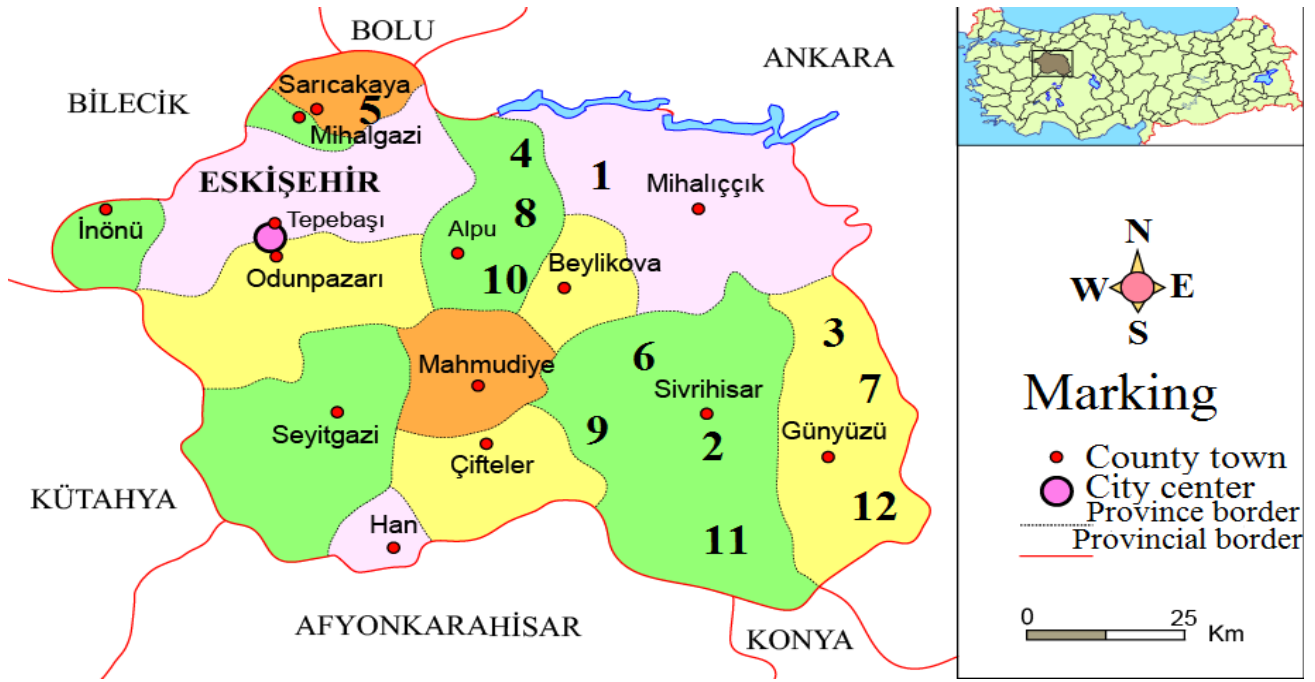 BOLU
ANKARA
BİLECİK
Sarıcakaya
5
Mihalgazi
4
1
Mihalıççık
ESKİŞEHİR
İnönü
Tepebaşı
8
Alpu
Odunpazarı
10
Beylikova
3
6
Mahmudiye
Sivrihisar
7
Seyitgazi
9
2
Günyüzü
Çifteler
KÜTAHYA
Han
12
11
AFYONKARAHİSAR
KONYA
N
W
E
S
Marking
County town
City center
Province border
Provincial border
0
25
Km